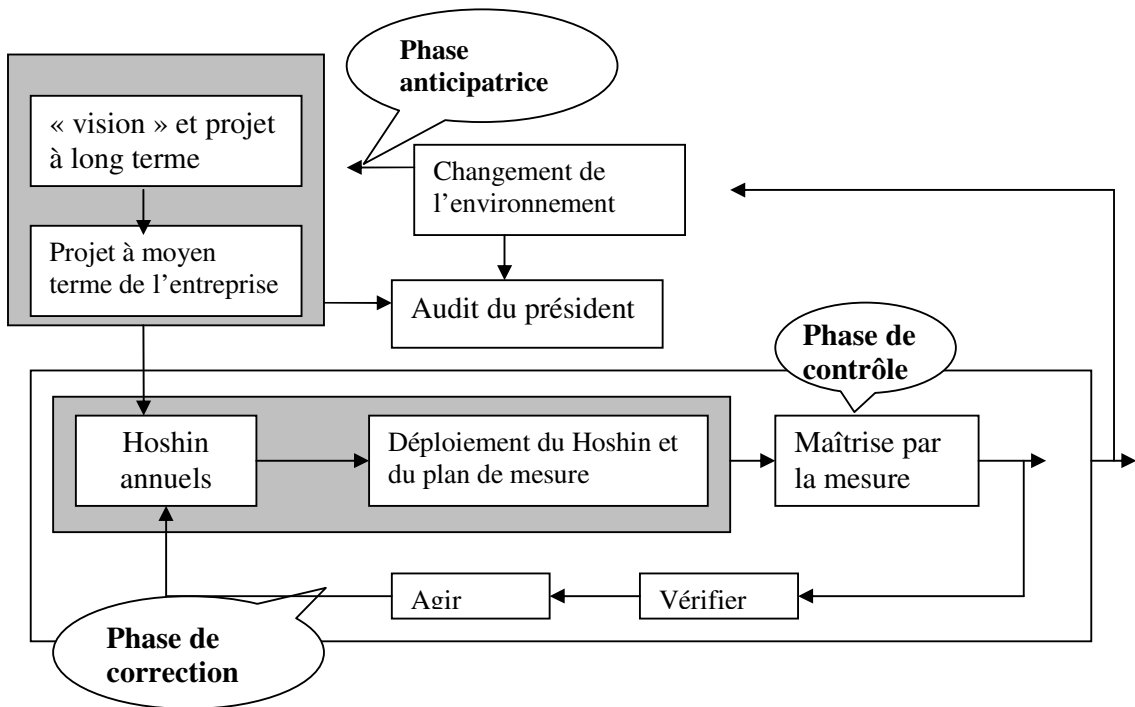 Phase
anticipatrice
« vision » et projet
à long terme
Changement de
l’environnement
Projet à moyen
terme de l’entreprise
Audit du président
Phase de
contrôle
Hoshin
annuels
Déploiement du Hoshin et
du plan de mesure
Maîtrise par
la mesure
Agir
Vérifier
Phase de
correction